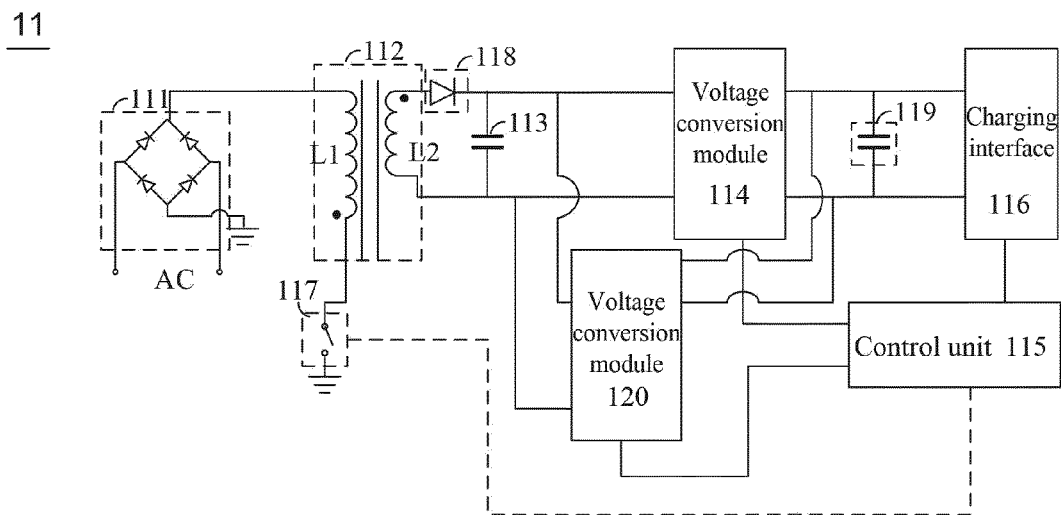 11
112
118
111
Voltage
conversion
module
114
113
119
Charging
interface
116
L1
L2
AC
117
Voltage
conversion
module
120
Control unit 115